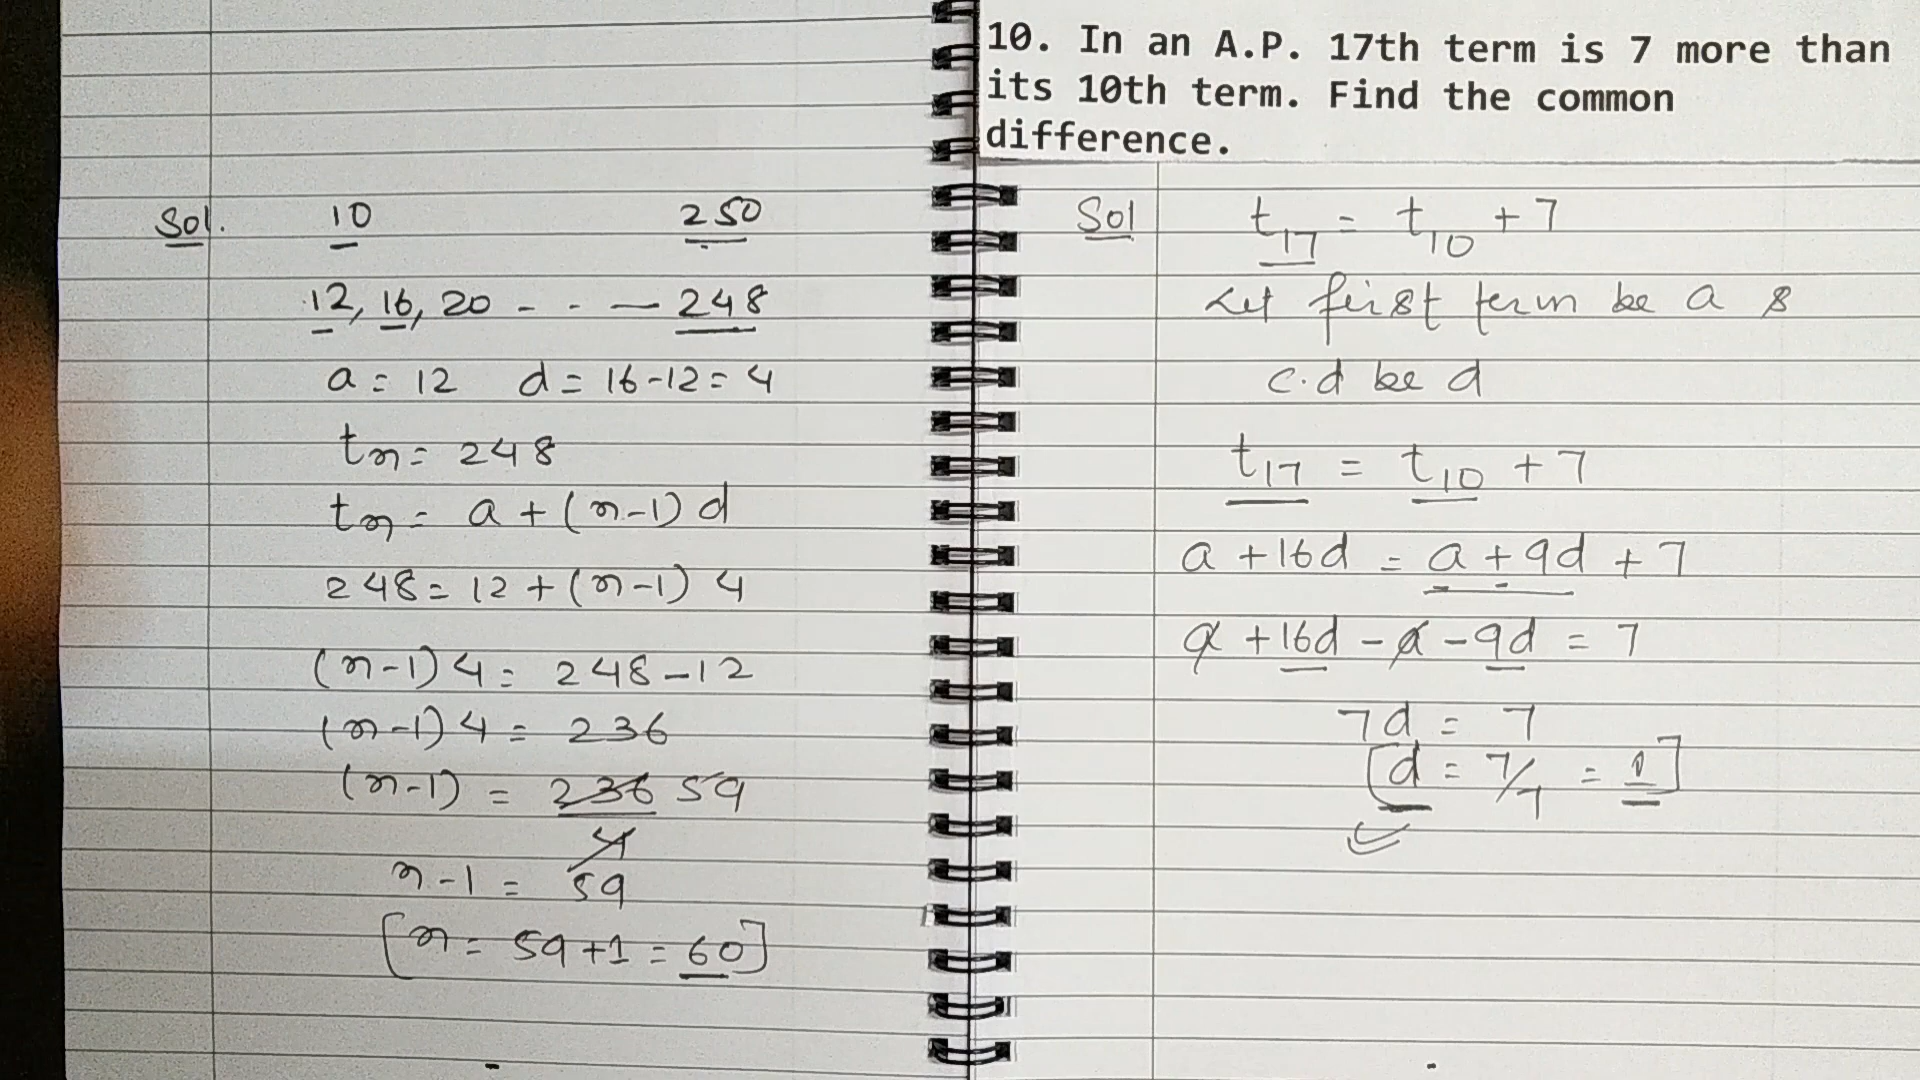 Sol. 10 250
12, 16, 20 - - - 248
a = 12 d = 16-12 = 4
tn = 248
tn = a + (n-1) d
248 = 12 + (n-1) 4
(n-1) 4 = 248-12
(n-1) 4 = 236
(n-1) = 236 59
4
n-1 = 59
[n = 59+1 = 60]
10. In an A.P. 17th term is 7 more than
its 10th term. Find the common
difference.
Sol t17 = t10 + 7
Let first term be a &
c.d be d
t17 = t10 + 7
a + 16d = a + 9d + 7
a + 16d - a - 9d = 7
7d = 7
[d = 7/7 = 1]